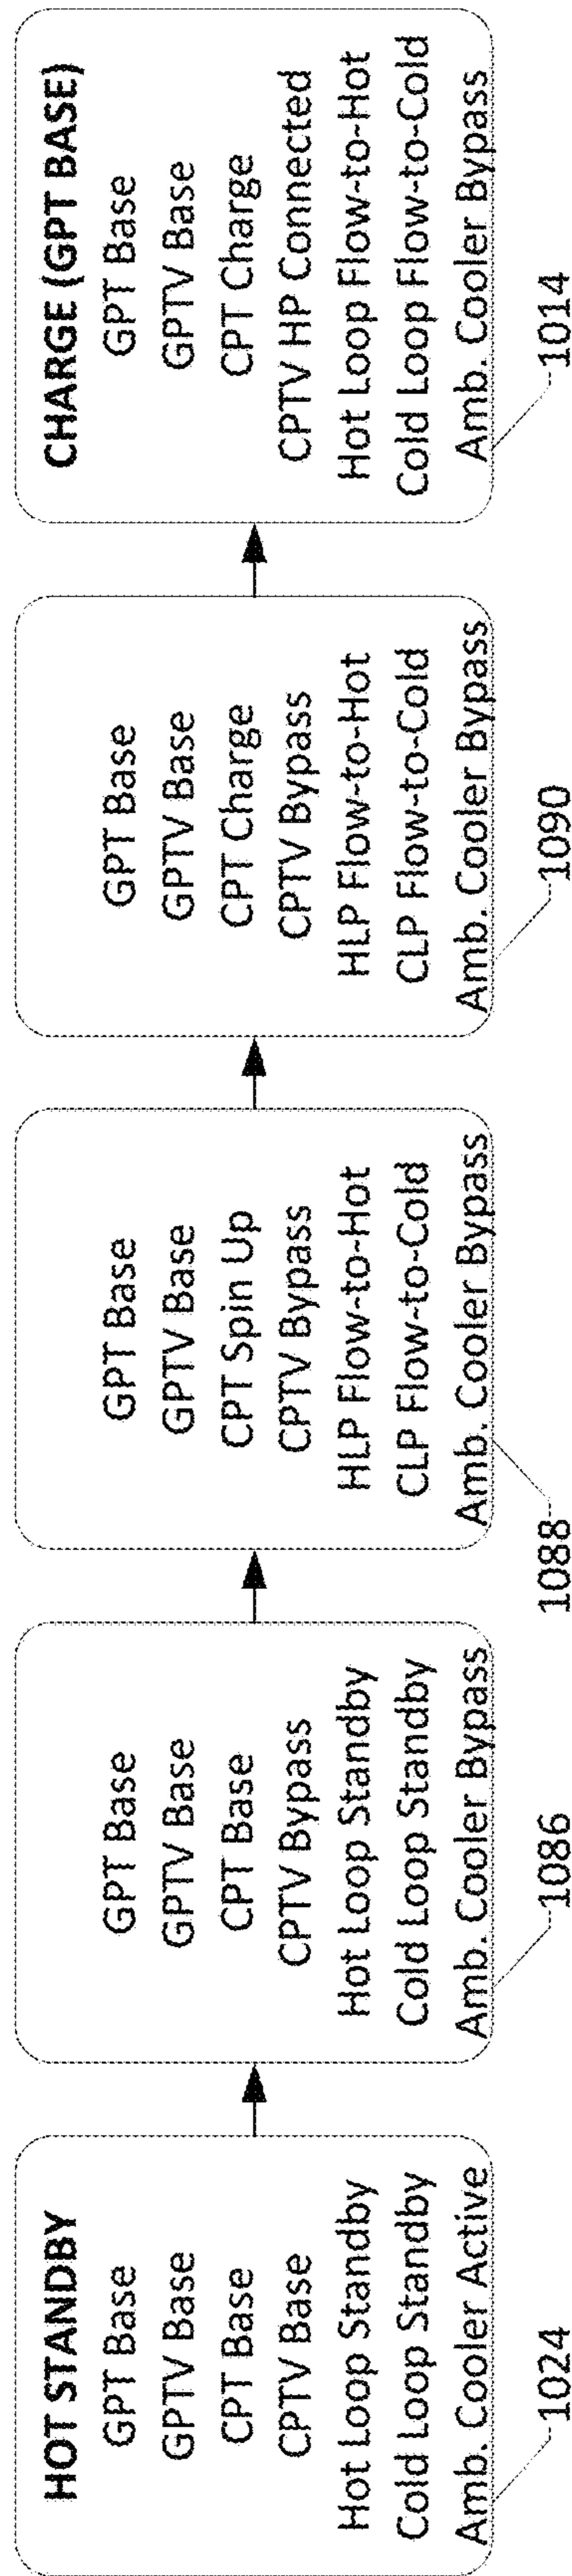 HOT STANDBY
GPT Base
GPTV Base
CPT Base
CPTV Base
Hot Loop Standby
Cold Loop Standby
Amb. Cooler Active
1024
GPT Base
GPTV Base
CPT Base
CPTV Bypass
Hot Loop Standby
Cold Loop Standby
Amb. Cooler Bypass
1086
GPT Base
GPTV Base
CPT Spin Up
CPTV Bypass
HLP Flow-to-Hot
CLP Flow-to-Cold
Amb. Cooler Bypass
1088
GPT Base
GPTV Base
CPT Charge
CPTV Bypass
HLP Flow-to-Hot
CLP Flow-to-Cold
Amb. Cooler Bypass
1090
CHARGE (GPT BASE)
GPT Base
GPTV Base
CPT Charge
CPTV HP Connected
Hot Loop Flow-to-Hot
Cold Loop Flow-to-Cold
Amb. Cooler Bypass
1014